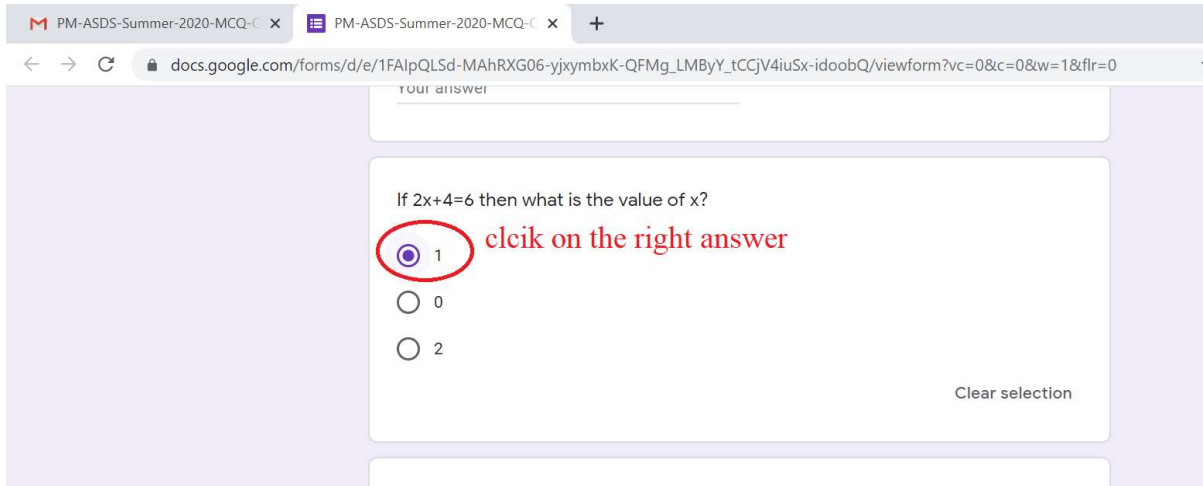 PM-ASDS-Summer-2020-MCQ-C
PM-ASDS-Summer-2020-MCQ-C
docs.google.com/forms/d/e/1FAIpQLSd-MAhRXG06-yjxymbxK-QFMg_LMByY_tCCjV4iuSx-idoobQ/viewform?vc=0&c=0&w=1&flr=0
Your answer
If 2x+4=6 then what is the value of x?
clcik on the right answer
1
0
2
Clear selection